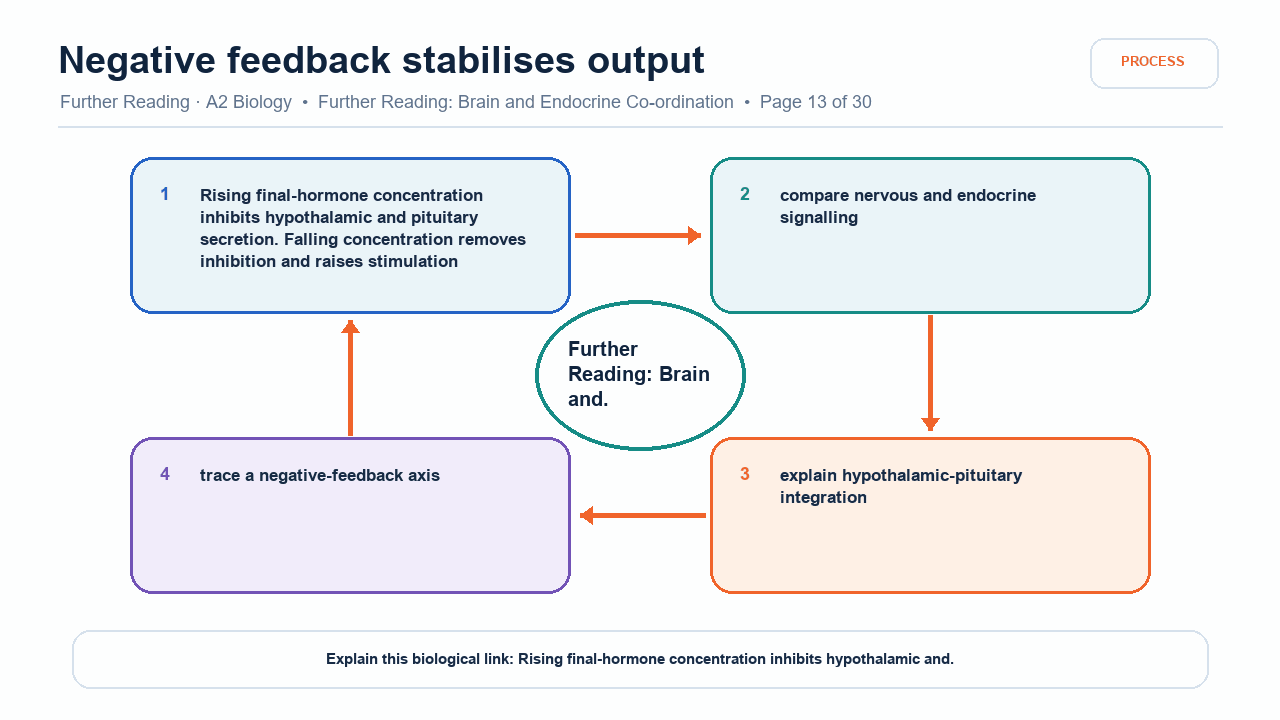 Negative feedback stabilises output
PROCESS
Further Reading · A2 Biology • Further Reading: Brain and Endocrine Co-ordination • Page 13 of 30
1
Rising final-hormone concentration
inhibits hypothalamic and pituitary
secretion. Falling concentration removes
inhibition and raises stimulation
2
compare nervous and endocrine
signalling
Further
Reading: Brain
and.
4
trace a negative-feedback axis
3
explain hypothalamic-pituitary
integration
Explain this biological link: Rising final-hormone concentration inhibits hypothalamic and.